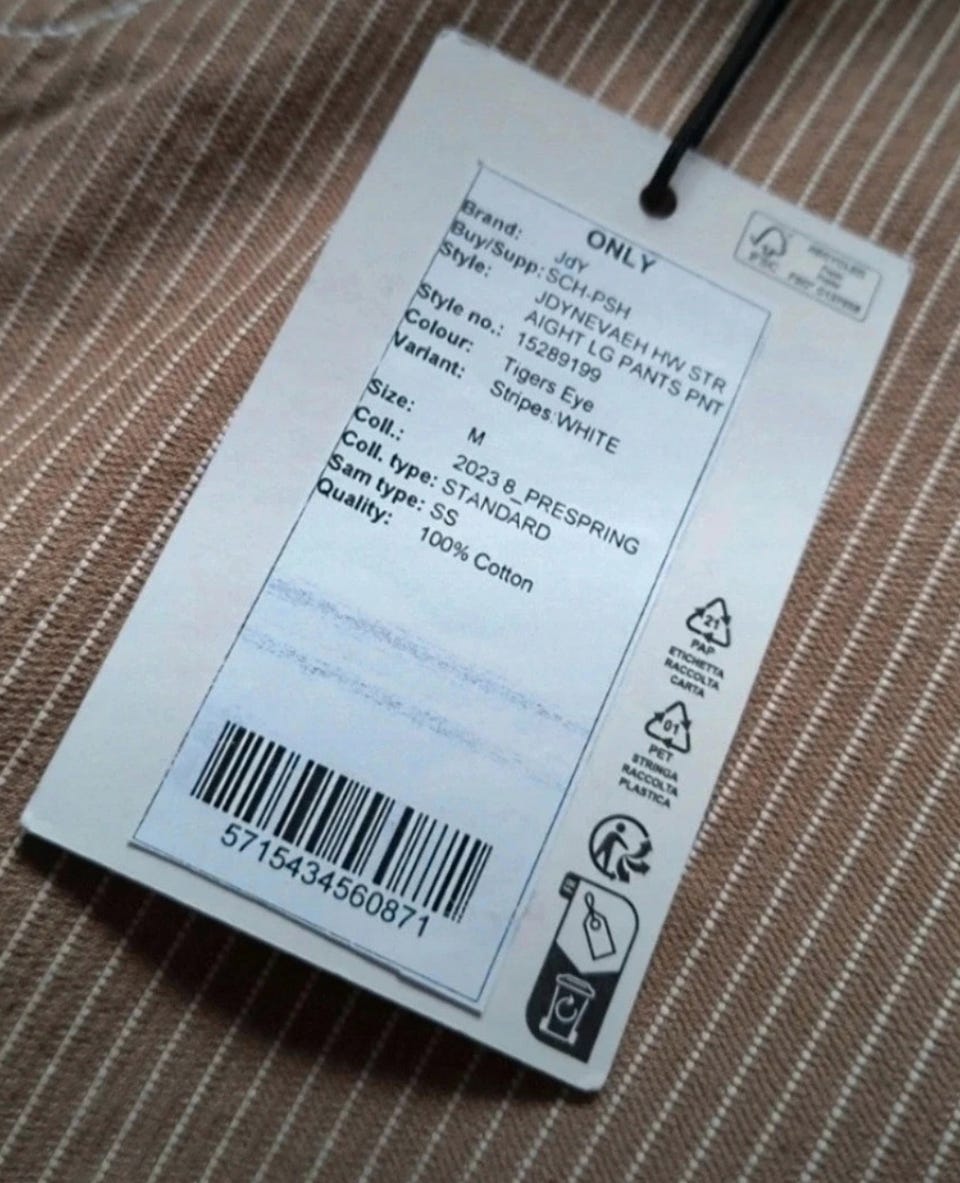 ONLY
Brand: JdY
Buy/Supp: SCH-PSH
Style: JDYNEVAEH HW STR
AIGHT LG PANTS PNT
Style no.: 15289199
Colour: Tigers Eye
Variant: Stripes:WHITE
Size: M
Coll.: 2023 8_PRESPRING
Coll. type: STANDARD
Sam type: SS
Quality: 100% Cotton
5715434560871
FSC
RECYCLED
21
PAP
ETICHETTA
RACCOLTA
CARTA
01
PET
STRINGA
RACCOLTA
PLASTICA